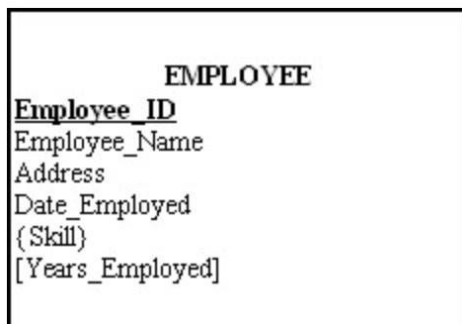 EMPLOYEE
Employee_ID
Employee_Name
Address
Date_Employed
{Skill}
[Years_Employed]